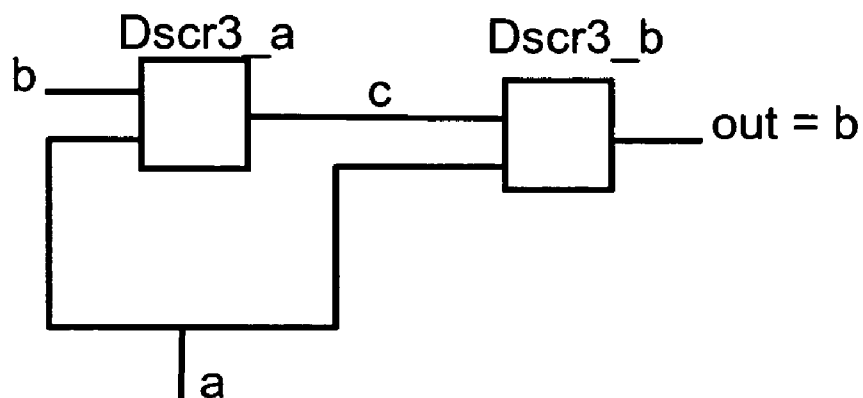 Dscr3_a
Dscr3_b
b
c
out = b
a